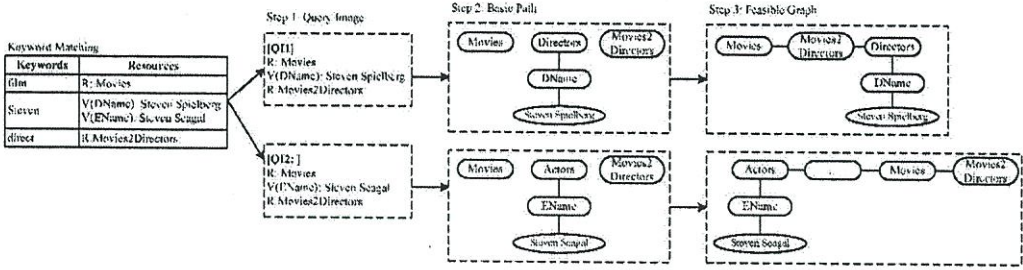 Step 1 Query Image
Step 2: Basic Path
Step 3: Feasible Graph
Keyword Matching
Keywords Resources
film R: Movies
Steven V(DName): Steven Spielberg
V(EName): Steven Seagal
direct R:Movies2Directors
[QI1]
R: Movies
V(DName): Steven Spielberg
R:Movies2Directors
Movies Directors Movies2
Directors
DName
Steven Spielberg
Movies Movies2
Directors Directors
DName
Steven Spielberg
[QI2:]
R: Movies
V(EName): Steven Seagal
R:Movies2Directors
Movies Actors Movies2
Directors
EName
Steven Seagal
Actors Movies Movies2
Directors
EName
Steven Seagal